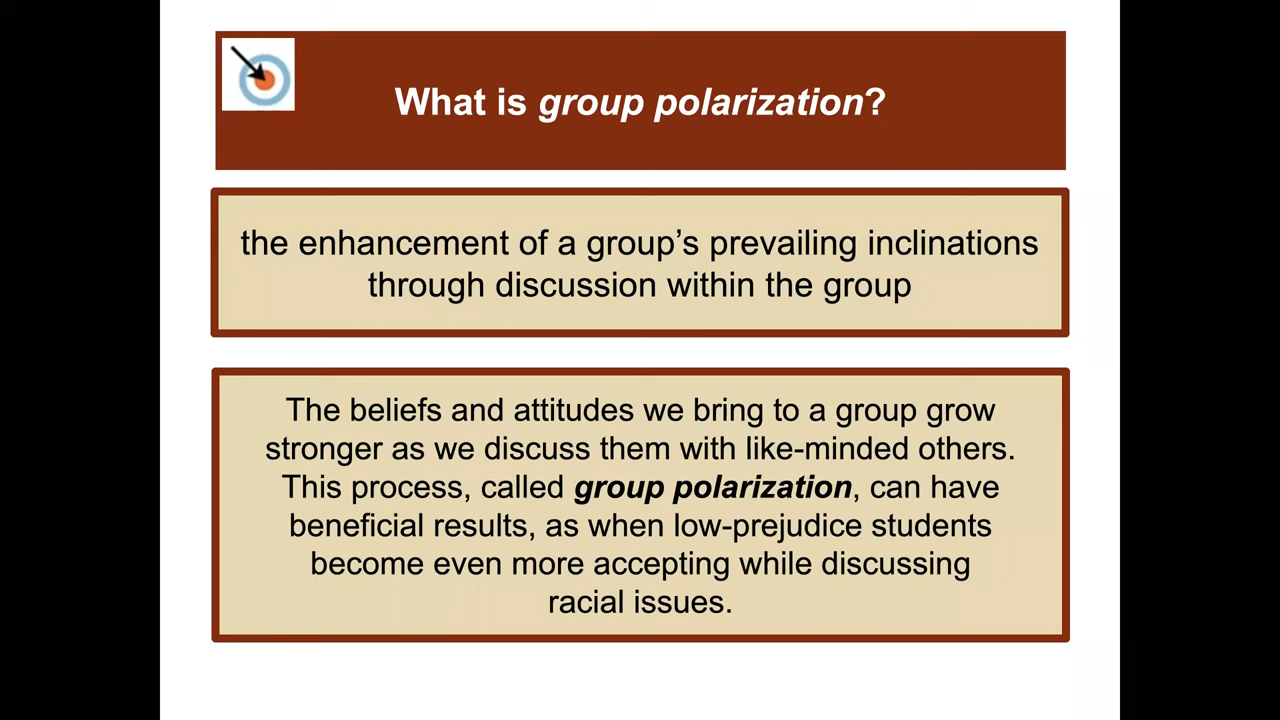 What is group polarization?
the enhancement of a group’s prevailing inclinations
through discussion within the group
The beliefs and attitudes we bring to a group grow
stronger as we discuss them with like-minded others.
This process, called group polarization, can have
beneficial results, as when low-prejudice students
become even more accepting while discussing
racial issues.